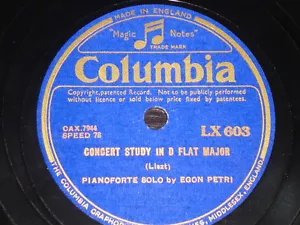 MADE IN ENGLAND
"Magic Notes"
TRADE MARK
Columbia
Copyright, patented Record. Not to be publicly performed
without licence or sold below price fixed by patentees.
CAX.7944
SPEED 78
LX 603
CONCERT STUDY IN D FLAT MAJOR
(Liszt)
PIANOFORTE SOLO by EGON PETRI
THE COLUMBIA GRAPHOPHONE MIDDLESEX, ENGLAND